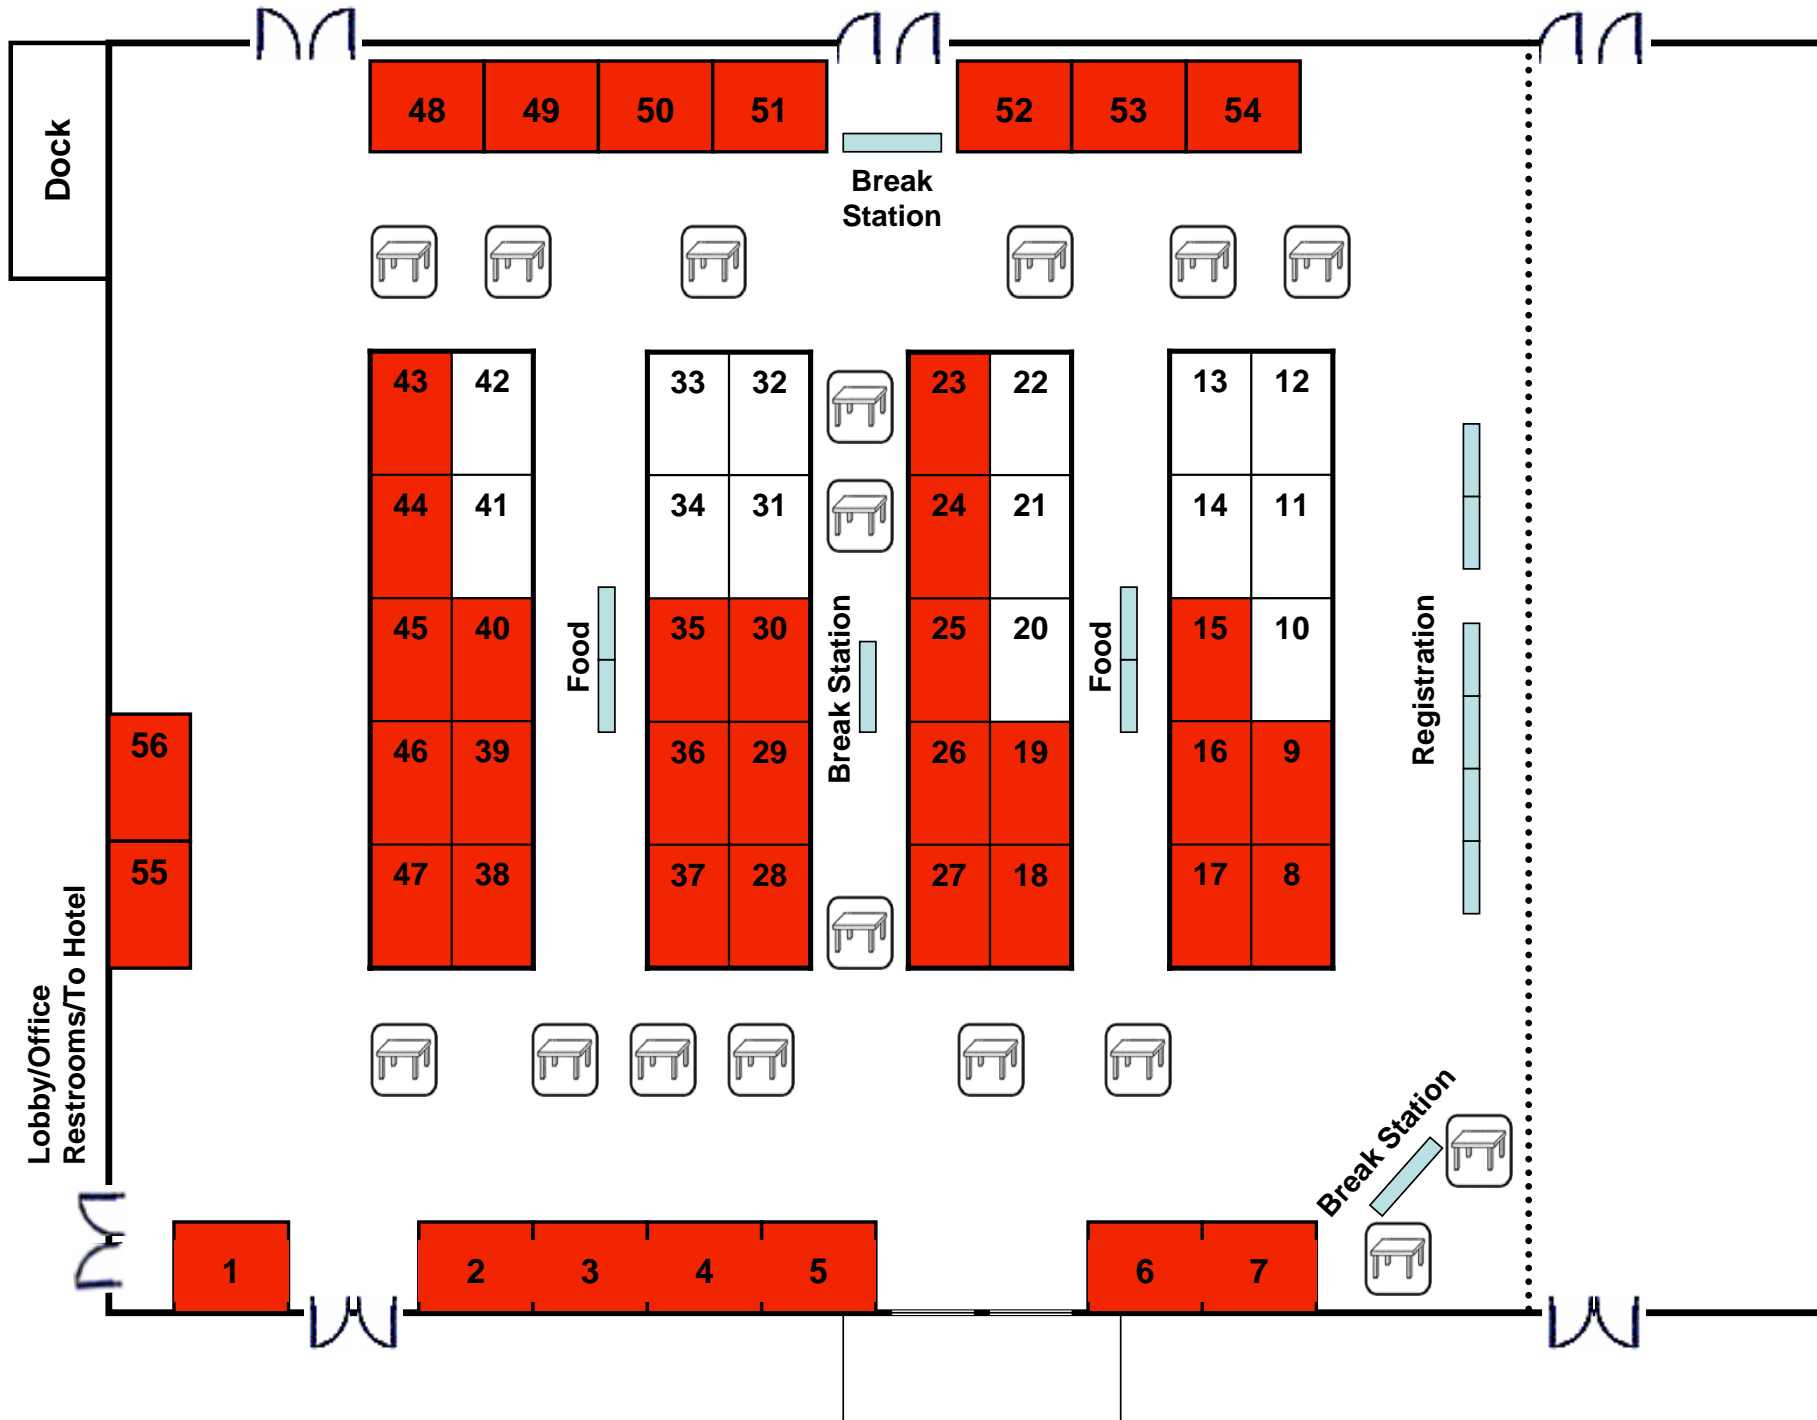 Dock
48 49 50 51 52 53 54
Break
Station
43 42 33 32 23 22 13 12
44 41 34 31 24 21 14 11
45 40 35 30 25 20 15 10
Food
Break Station
Food
Registration
56 46 39 36 29 26 19 16 9
55 47 38 37 28 27 18 17 8
Lobby/Office
Restrooms/To Hotel
Break Station
1 2 3 4 5 6 7